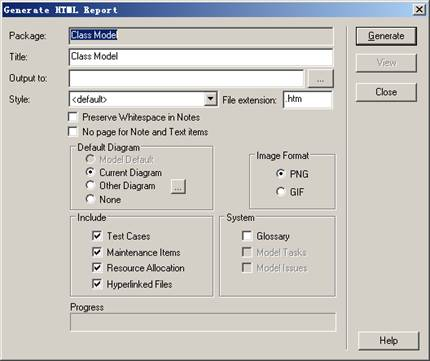 Generate HTML Report
Package: Class Model Generate
Title: Class Model View
Output to: ...
Style: <default> File extension: .htm Close
Preserve Whitespace in Notes
No page for Note and Text items
Default Diagram
Model Default
Current Diagram
Other Diagram ...
None
Image Format
PNG
GIF
Include
Test Cases
Maintenance Items
Resource Allocation
Hyperlinked Files
System
Glossary
Model Tasks
Model Issues
Progress
Help